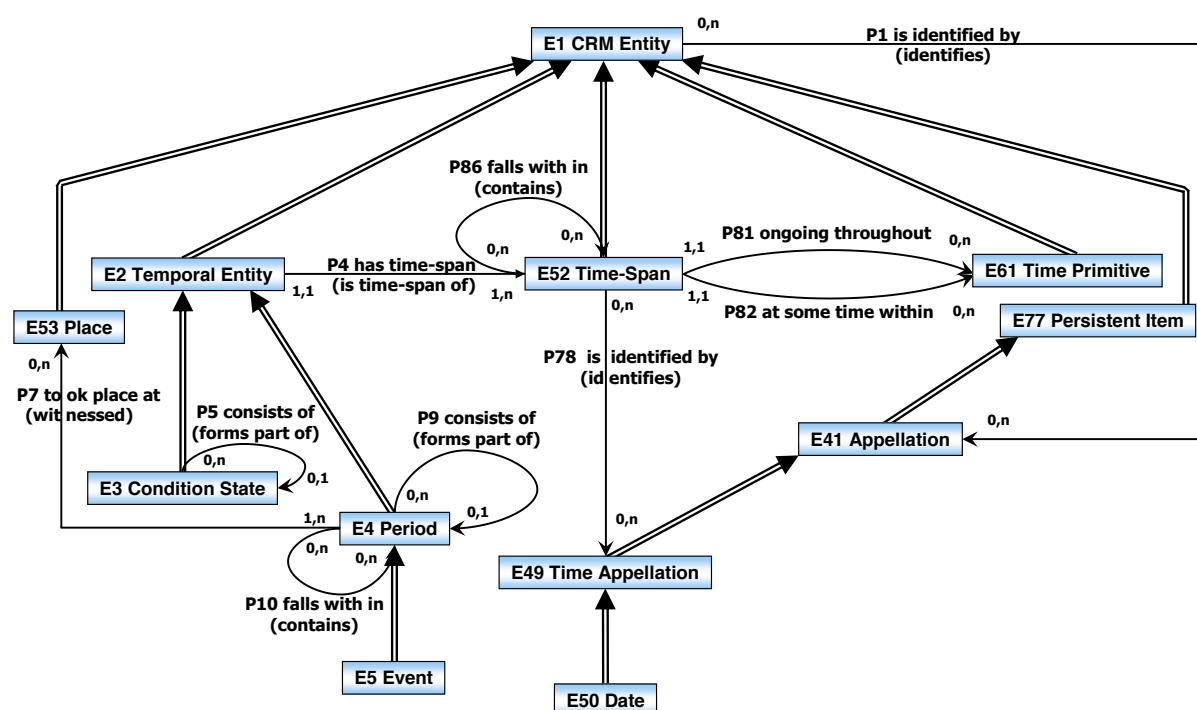 0,n
P1 is identified by
(identifies)
E1 CRM Entity
P86 falls with in
(contains)
0,n
0,n
E2 Temporal Entity
1,1
P4 has time-span
(is time-span of)
1,n
E52 Time-Span
1,1
1,1
0,n
P81 ongoing throughout
0,n
E61 Time Primitive
P82 at some time within
0,n
E53 Place
0,n
E77 Persistent Item
P78 is identified by
(identifies)
P7 to ok place at
(wit nessed)
P5 consists of
(forms part of)
0,n
0,1
E3 Condition State
P9 consists of
(forms part of)
0,n
0,1
E41 Appellation
0,n
1,n
E4 Period
0,n
0,n
P10 falls with in
(contains)
0,n
E49 Time Appellation
E5 Event
E50 Date